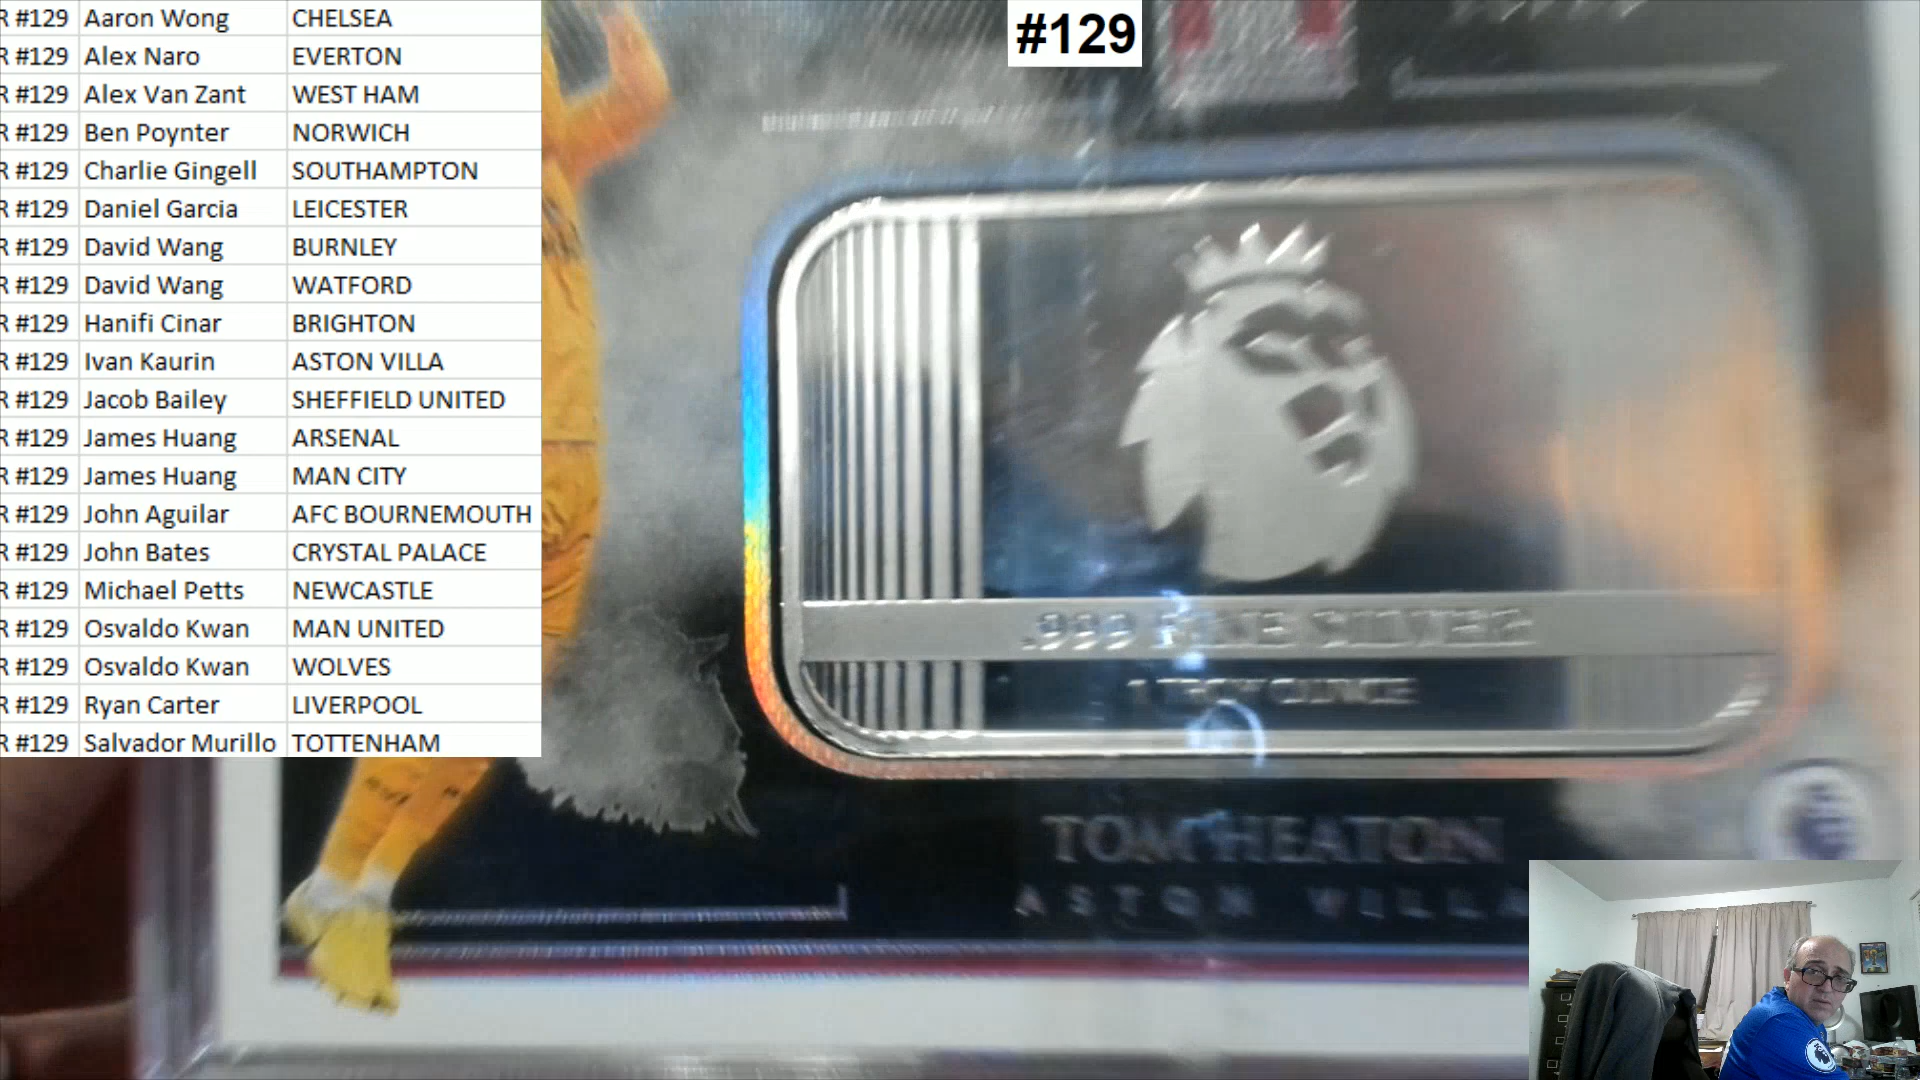 #129
R #129 Aaron Wong CHELSEA
R #129 Alex Naro EVERTON
R #129 Alex Van Zant WEST HAM
R #129 Ben Poynter NORWICH
R #129 Charlie Gingell SOUTHAMPTON
R #129 Daniel Garcia LEICESTER
R #129 David Wang BURNLEY
R #129 David Wang WATFORD
R #129 Hanifi Cinar BRIGHTON
R #129 Ivan Kaurin ASTON VILLA
R #129 Jacob Bailey SHEFFIELD UNITED
R #129 James Huang ARSENAL
R #129 James Huang MAN CITY
R #129 John Aguilar AFC BOURNEMOUTH
R #129 John Bates CRYSTAL PALACE
R #129 Michael Petts NEWCASTLE
R #129 Osvaldo Kwan MAN UNITED
R #129 Osvaldo Kwan WOLVES
R #129 Ryan Carter LIVERPOOL
R #129 Salvador Murillo TOTTENHAM
.999 FINE SILVER
1 TROY OUNCE
TOM HEATON
ASTON VILLA